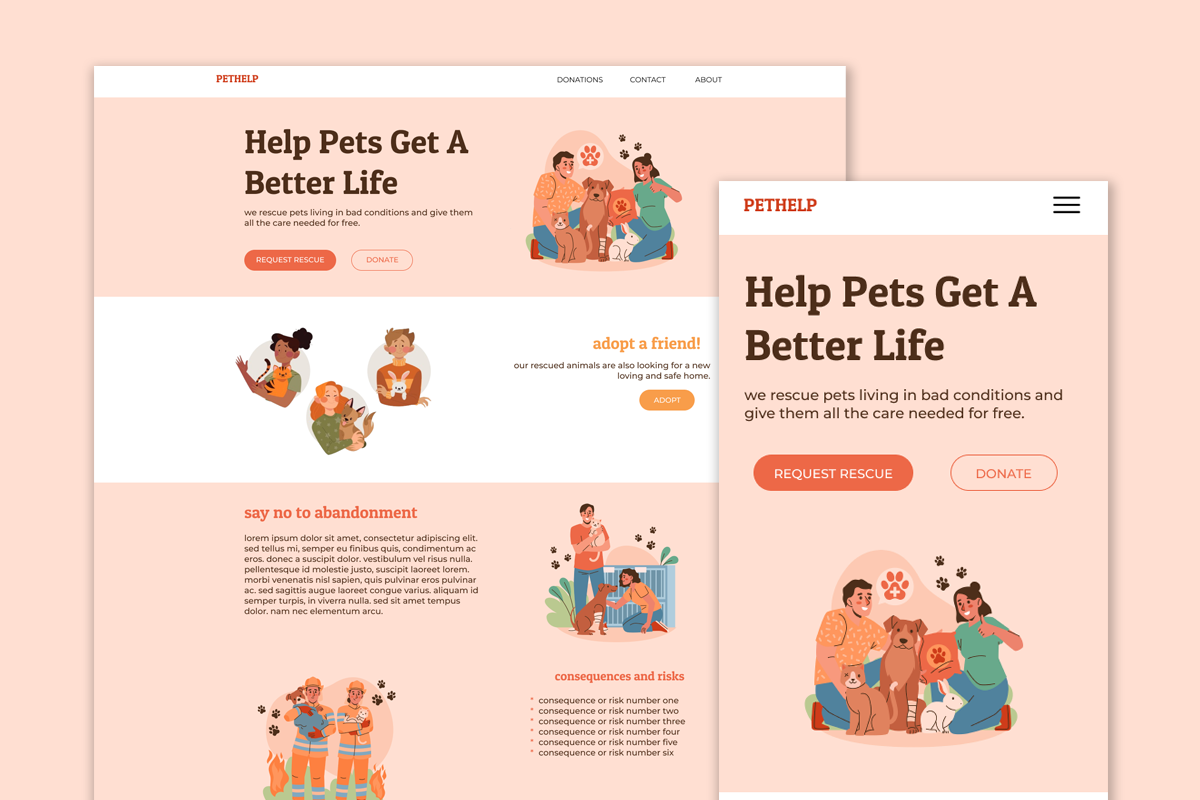 PETHELP
DONATIONS
CONTACT
ABOUT
Help Pets Get A
Better Life
we rescue pets living in bad conditions and give them
all the care needed for free.
REQUEST RESCUE
DONATE
adopt a friend!
our rescued animals are also looking for a new
loving and safe home.
ADOPT
say no to abandonment
lorem ipsum dolor sit amet, consectetur adipiscing elit.
sed tellus mi, semper eu finibus quis, condimentum ac
eros. donec a suscipit dolor. vestibulum vel risus nulla.
pellentesque id molestie justo, suscipit laoreet lorem.
morbi venenatis nisl sapien, quis pulvinar eros pulvinar
ac. sed sagittis augue laoreet congue varius. aliquam id
semper turpis, in viverra nulla. sed sit amet tempus
dolor. nam nec elementum arcu.
consequences and risks
* consequence or risk number one
* consequence or risk number two
* consequence or risk number three
* consequence or risk number four
* consequence or risk number five
* consequence or risk number six
PETHELP
Help Pets Get A
Better Life
we rescue pets living in bad conditions and
give them all the care needed for free.
REQUEST RESCUE
DONATE